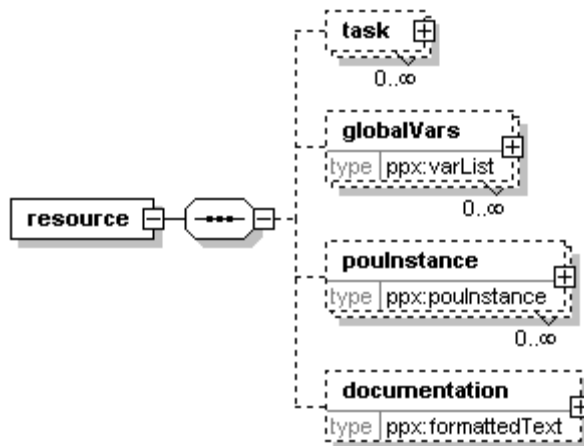 task
0..∞
globalVars
type ppx:varList
0..∞
resource
pouInstance
type ppx:pouInstance
0..∞
documentation
type ppx:formattedText